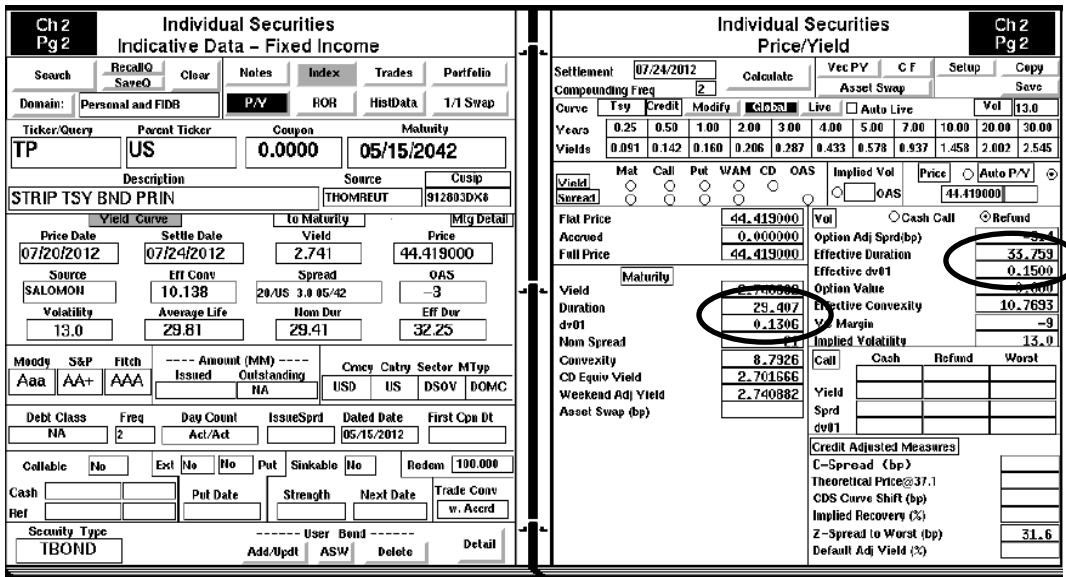 Ch 2
Pg 2
Individual Securities
Indicative Data – Fixed Income
Search
RecallQ
SaveQ
Clear
Notes
Index
Trades
Portfolio
Domain:
Personal and FIDB
P/V
ROR
HistData
1/1 Swap
Ticker/Query
Parent Ticker
Coupon
Maturity
TP
US
0.0000
05/15/2042
Description
Source
Cusip
STRIP TSY BND PRIN
THOMREUT
912803DX8
Yield Curve
to Maturity
Mtg Detail
Price Date
Settle Date
Yield
Price
07/20/2012
07/24/2012
2.741
44.419000
Source
Eff Conv
Spread
OAS
SALOMON
10.138
20/US 3.0 05/42
-3
Volatility
Average Life
Nom Dur
Eff Dur
13.0
29.81
29.41
32.25
Moody
S&P
Fitch
---- Amount (MM) ----
Issued
Outstanding
Crncy
Cntry
Sector
MTyp
Aaa
AA+
AAA
NA
USD
US
DSOV
DOMC
Debt Class
Freq
Day Count
IssueSprd
Dated Date
First Cpn Dt
NA
2
Act/Act
05/15/2012
Callable
No
Ext
No
No
Put
Sinkable
No
Redem
100.000
Cash
Ref
Put Date
Strength
Next Date
Trade Conv
w. Accrd
Security Type
TBOND
------ User Bond ------
Add/Updt
ASW
Delete
Detail
Individual Securities
Price/Yield
Ch 2
Pg 2
Settlement
07/24/2012
Calculate
Vec PY
C F
Setup
Copy
Compounding Freq
2
Asset Swap
Save
Curve
Tsy
Credit
Modify
Global
Live
Auto Live
Vol
13.0
Years
0.25
0.50
1.00
2.00
3.00
4.00
5.00
7.00
10.00
20.00
30.00
Yields
0.091
0.142
0.160
0.206
0.287
0.433
0.578
0.937
1.458
2.002
2.545
Mat
Call
Put
WAM
CD
OAS
Implied Vol
Price
Auto P/V
Yield
Spread
OAS
44.419000
Flat Price
44.419000
Accrued
0.000000
Full Price
44.419000
Maturity
Yield
Duration
29.407
dv01
0.1306
Nom Spread
Convexity
8.7926
CD Equiv Yield
2.701666
Weekend Adj Yield
2.740882
Asset Swap (bp)
Vol
Cash
Call
Refund
Option Adj Sprd(bp)
Effective Duration
33.759
Effective dv01
0.1500
Option Value
Effective Convexity
10.7693
Margin
-9
Implied Volatility
13.0
Call
Cash
Refund
Worst
Yield
Sprd
dv01
Credit Adjusted Measures
C-Spread (bp)
Theoretical Price@37.1
CDS Curve Shift (bp)
Implied Recovery (%)
Z-Spread to Worst (bp)
31.6
Default Adj Yield (%)